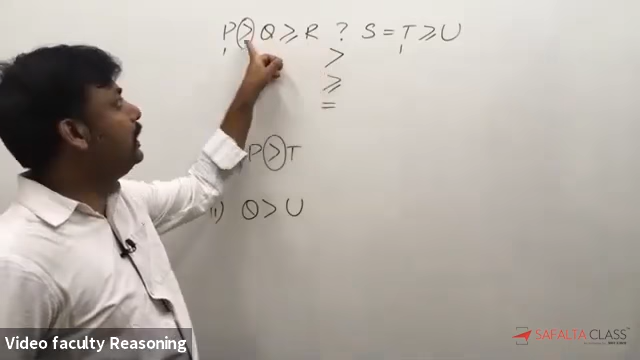 P > Q ≥ R ? S = T ≥ U
>
≥
=
P > T
ii) Q > U
Video faculty Reasoning
SAFALTA CLASS